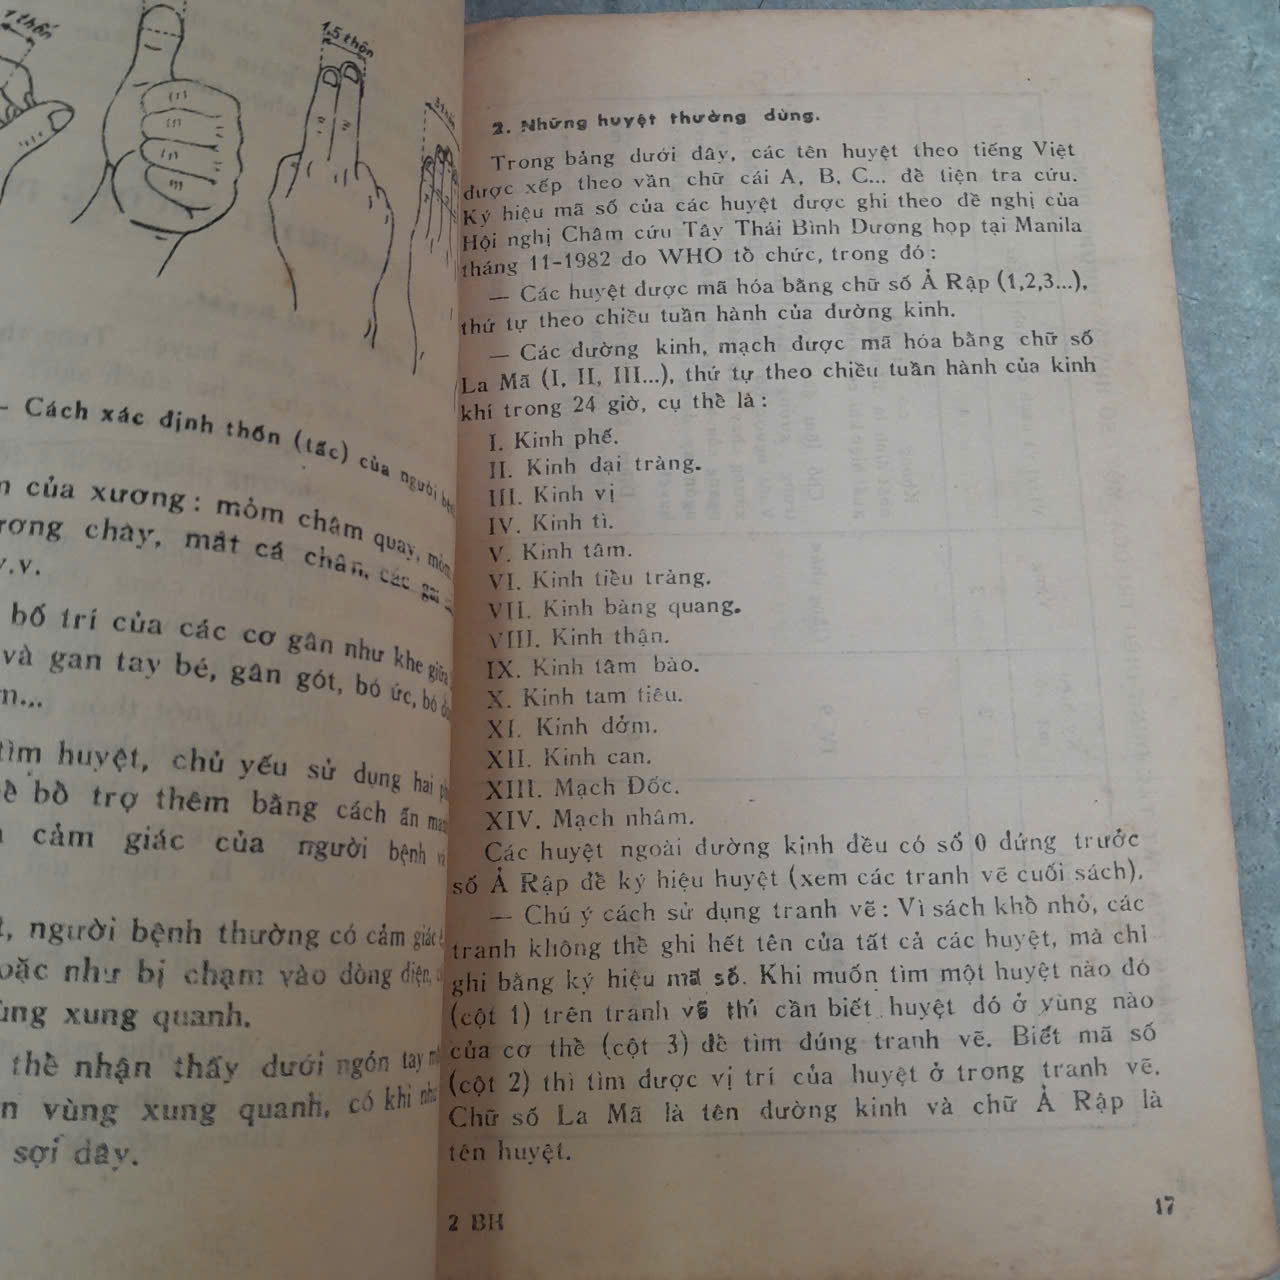 1 thốn
1,5 thốn
3 thốn
- Cách xác định thốn (tấc) của người
của xương : mỏm châm quay, mỏm
chày, mắt cá chân, các gai
v.v.
bố trí của các cơ gân như khe giữa
và gan tay bé, gân gót, bó ức, bó
tìm huyệt, chủ yếu sử dụng hai
bổ trợ thêm bằng cách ấn
cảm giác của người bệnh
người bệnh thường có cảm giác
hoặc như bị chạm vào dòng điện,
vùng xung quanh.
thể nhận thấy dưới ngón tay
vùng xung quanh, có khi như
sợi dây.
2. Những huyệt thường dùng.
Trong bảng dưới đây, các tên huyệt theo tiếng Việt
được xếp theo vần chữ cái A, B, C... đề tiện tra cứu.
Ký hiệu mã số của các huyệt được ghi theo đề nghị của
Hội nghị Châm cứu Tây Thái Bình Dương họp tại Manila
tháng 11-1982 do WHO tổ chức, trong đó :
— Các huyệt được mã hóa bằng chữ số Ả Rập (1,2,3...),
thứ tự theo chiều tuần hành của đường kinh.
— Các đường kinh, mạch được mã hóa bằng chữ số
La Mã (I, II, III...), thứ tự theo chiều tuần hành của kinh
khí trong 24 giờ, cụ thể là :
I. Kinh phế.
II. Kinh đại tràng.
III. Kinh vị
IV. Kinh tì.
V. Kinh tâm.
VI. Kinh tiểu tràng.
VII. Kinh bàng quang.
VIII. Kinh thận.
IX. Kinh tâm bào.
X. Kinh tam tiêu.
XI. Kinh đởm.
XII. Kinh can.
XIII. Mạch Đốc.
XIV. Mạch nhâm.
Các huyệt ngoài đường kinh đều có số 0 đứng trước
số Ả Rập để ký hiệu huyệt (xem các tranh vẽ cuối sách).
— Chú ý cách sử dụng tranh vẽ : Vì sách khổ nhỏ, các
tranh không thể ghi hết tên của tất cả các huyệt, mà chỉ
ghi bằng ký hiệu mã số. Khi muốn tìm một huyệt nào đó
(cột 1) trên tranh vẽ thì cần biết huyệt đó ở vùng nào
của cơ thể (cột 3) để tìm đúng tranh vẽ. Biết mã số
(cột 2) thì tìm được vị trí của huyệt ở trong tranh vẽ.
Chữ số La Mã là tên đường kinh và chữ Ả Rập là
tên huyệt.
2 BH
17